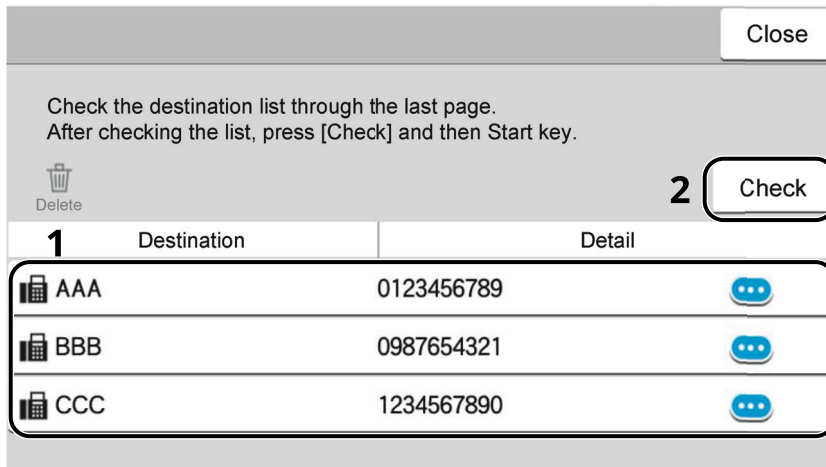 Close
Check the destination list through the last page.
After checking the list, press [Check] and then Start key.
Delete
2 Check
1 Destination Detail
AAA 0123456789
BBB 0987654321
CCC 1234567890